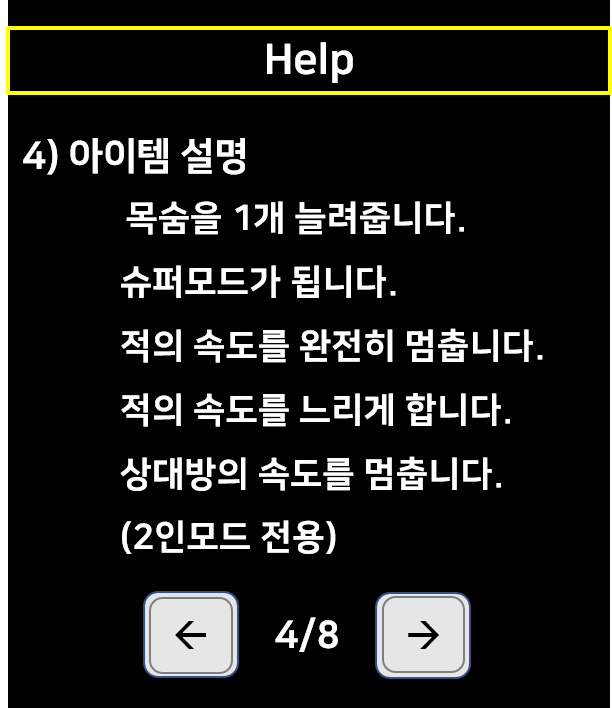 Help
4) 아이템 설명
목숨을 1개 늘려줍니다.
슈퍼모드가 됩니다.
적의 속도를 완전히 멈춥니다.
적의 속도를 느리게 합니다.
상대방의 속도를 멈춥니다.
(2인모드 전용)
← 4/8 →